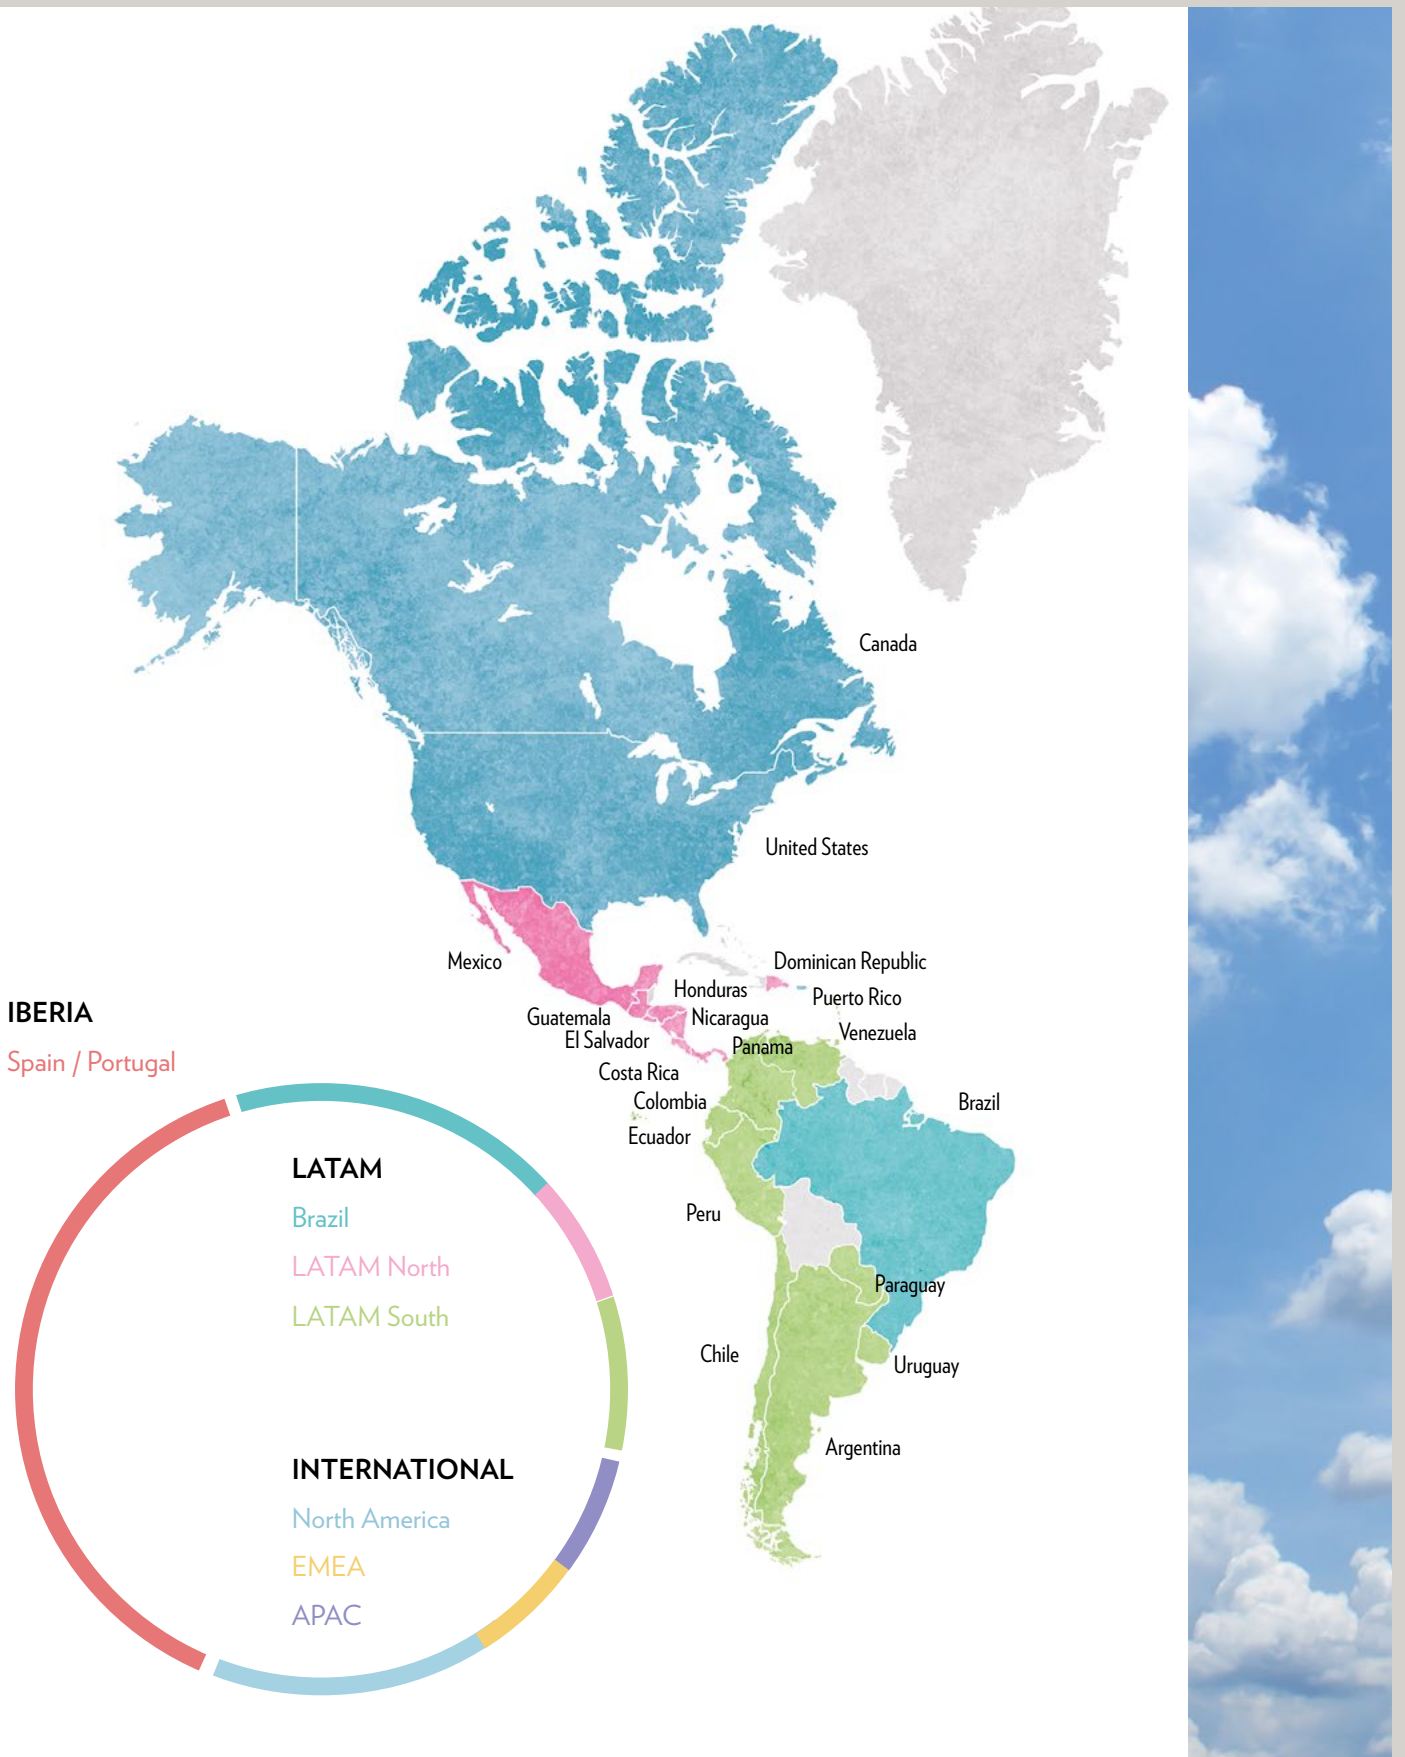 Canada
United States
Mexico
Dominican Republic
Honduras
Puerto Rico
Guatemala
Nicaragua
El Salvador
Venezuela
Panama
Costa Rica
Colombia
Brazil
Ecuador
Peru
Paraguay
Chile
Uruguay
Argentina
IBERIA
Spain / Portugal
LATAM
Brazil
LATAM North
LATAM South
INTERNATIONAL
North America
EMEA
APAC